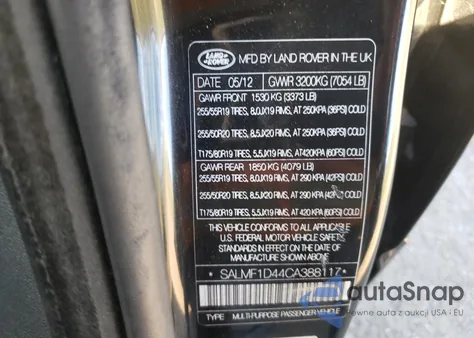 LAND ROVER
MFD BY LAND ROVER IN THE UK
DATE 05/12 GWWR 3200KG (7054 LB)
GAWR FRONT 1530 KG (3373 LB)
255/55R19 TIRES, 8.0JX19 RIMS, AT 250KPA (36PSI) COLD
255/50R20 TIRES, 8.5JX20 RIMS, AT 250KPA (36PSI) COLD
T175/80R19 TIRES, 5.5JX19 RIMS, AT 420KPA (60PSI) COLD
GAWR REAR 1850 KG (4079 LB)
255/55R19 TIRES, 8.0JX19 RIMS, AT 290 KPA (42PSI) COLD
255/50R20 TIRES, 8.5JX20 RIMS, AT 290 KPA (42PSI) COLD
T175/80R19 TIRES, 5.5JX19 RIMS, AT 420 KPA (60PSI) COLD
THIS VEHICLE CONFORMS TO ALL APPLICABLE
U.S. FEDERAL MOTOR VEHICLE SAFETY
STANDARDS IN EFFECT ON THE DATE OF
MANUFACTURE SHOWN ABOVE
*SALMF1D44CA388117*
TYPE MULTI-PURPOSE PASSENGER VEHICLE
autoSnap
Pewne auta z aukcji USA i EU